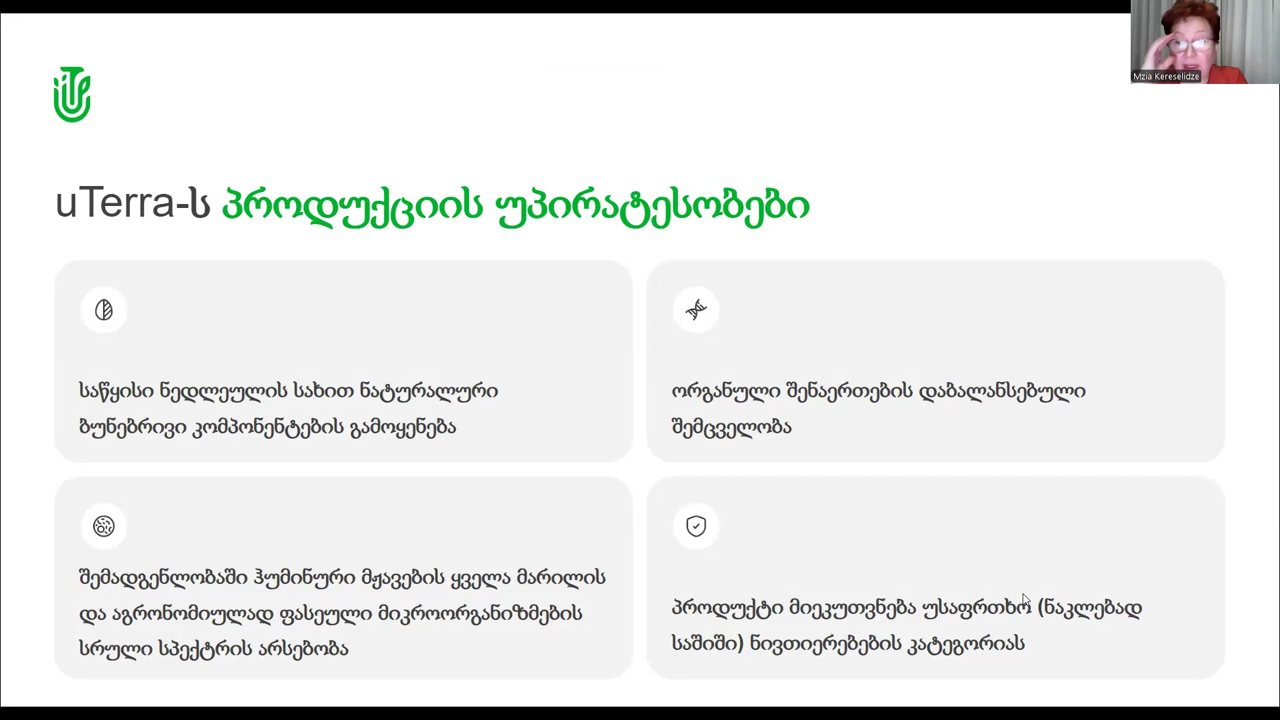 Mzia Kereselidze
uTerra-ს პროდუქციის უპირატესობები
საწყისი ნედლეულის სახით ნატურალური
ბუნებრივი კომპონენტების გამოყენება
ორგანული შენაერთების დაბალანსებული
შემცველობა
შემადგენლობაში ჰუმინური მჟავების ყველა მარილის
და აგრონომიულად ფასეული მიკროორგანიზმების
სრული სპექტრის არსებობა
პროდუქტი მიეკუთვნება უსაფრთხო (ნაკლებად
საშიში) ნივთიერებების კატეგორიას